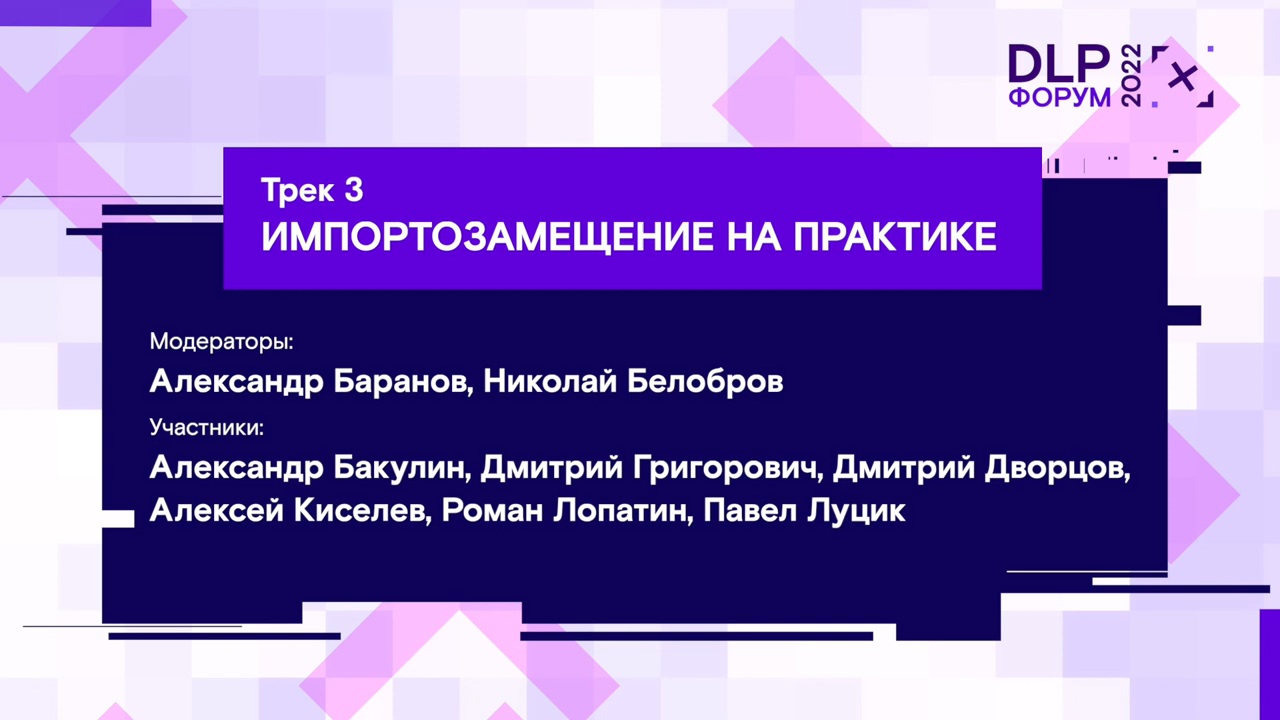 DLP
ФОРУМ
2022
Трек 3
ИМПОРТОЗАМЕЩЕНИЕ НА ПРАКТИКЕ
Модераторы:
Александр Баранов, Николай Белобров
Участники:
Александр Бакулин, Дмитрий Григорович, Дмитрий Дворцов,
Алексей Киселев, Роман Лопатин, Павел Луцик